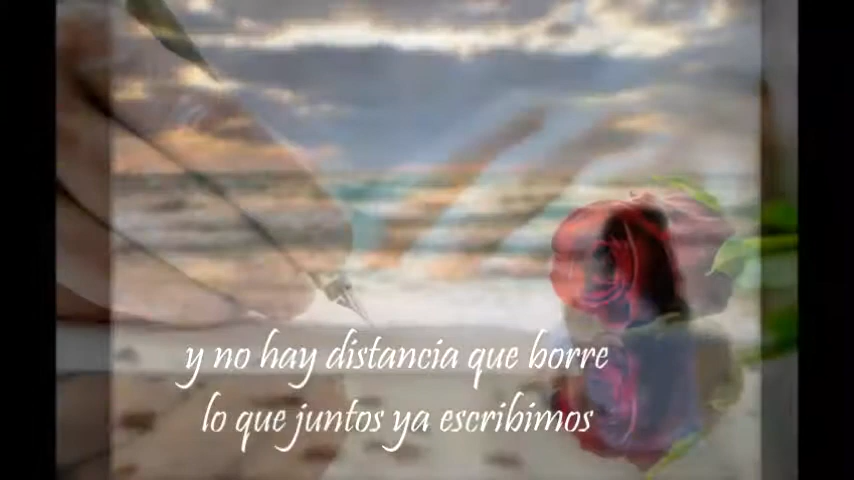 y no hay distancia que borre
lo que juntos ya escribimos